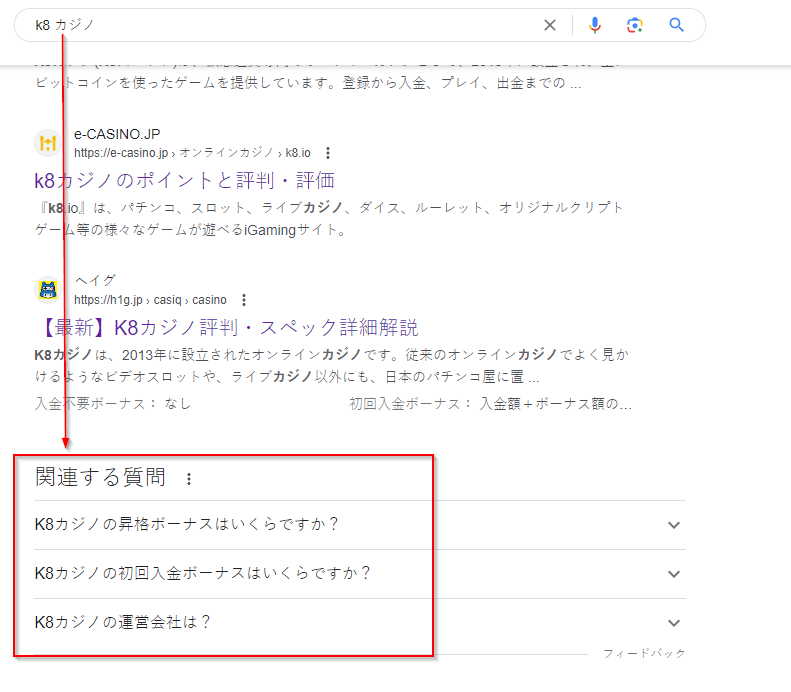 k8 カジノ
ビットコインを使ったゲームを提供しています。登録から入金、プレイ、出金までの ...
e-CASINO.JP
https://e-casino.jp › オンラインカジノ › k8.io
k8カジノのポイントと評判・評価
『k8.io』は、パチンコ、スロット、ライブカジノ、ダイス、ルーレット、オリジナルクリプト
ゲーム等の様々なゲームが遊べるiGamingサイト。
ヘイグ
https://h1g.jp › casiq › casino
【最新】K8カジノ評判・スペック詳細解説
K8カジノは、2013年に設立されたオンラインカジノです。従来のオンラインカジノでよく見か
けるようなビデオスロットや、ライブカジノ以外にも、日本のパチンコ屋に置 ...
入金不要ボーナス： なし 初回入金ボーナス： 入金額＋ボーナス額の...
関連する質問
K8カジノの昇格ボーナスはいくらですか？
K8カジノの初回入金ボーナスはいくらですか？
K8カジノの運営会社は？
フィードバック